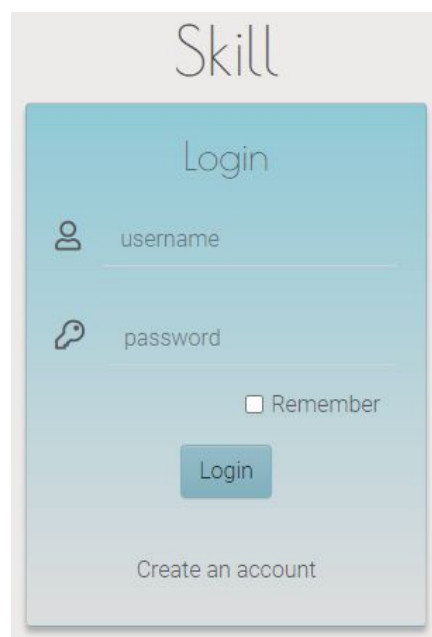 Skill
Login
username
password
Remember
Login
Create an account